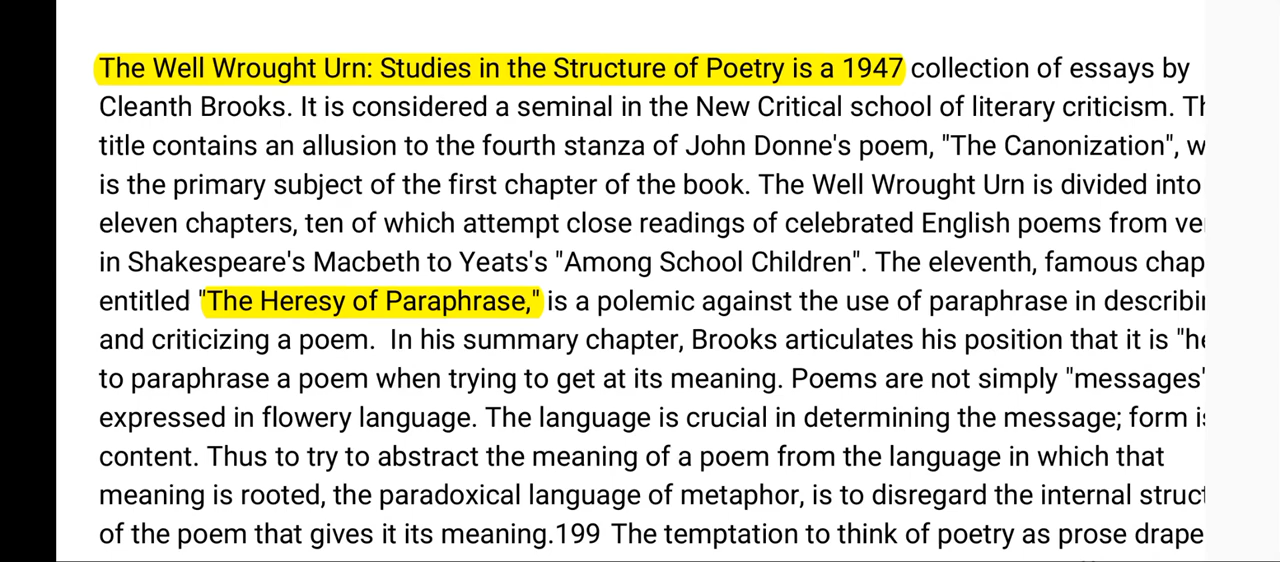 The Well Wrought Urn: Studies in the Structure of Poetry is a 1947 collection of essays by
Cleanth Brooks. It is considered a seminal in the New Critical school of literary criticism. Th
title contains an allusion to the fourth stanza of John Donne's poem, "The Canonization", w
is the primary subject of the first chapter of the book. The Well Wrought Urn is divided into
eleven chapters, ten of which attempt close readings of celebrated English poems from ve
in Shakespeare's Macbeth to Yeats's "Among School Children". The eleventh, famous chap
entitled "The Heresy of Paraphrase," is a polemic against the use of paraphrase in describi
and criticizing a poem.  In his summary chapter, Brooks articulates his position that it is "he
to paraphrase a poem when trying to get at its meaning. Poems are not simply "messages"
expressed in flowery language. The language is crucial in determining the message; form is
content. Thus to try to abstract the meaning of a poem from the language in which that
meaning is rooted, the paradoxical language of metaphor, is to disregard the internal struct
of the poem that gives it its meaning.199  The temptation to think of poetry as prose drape